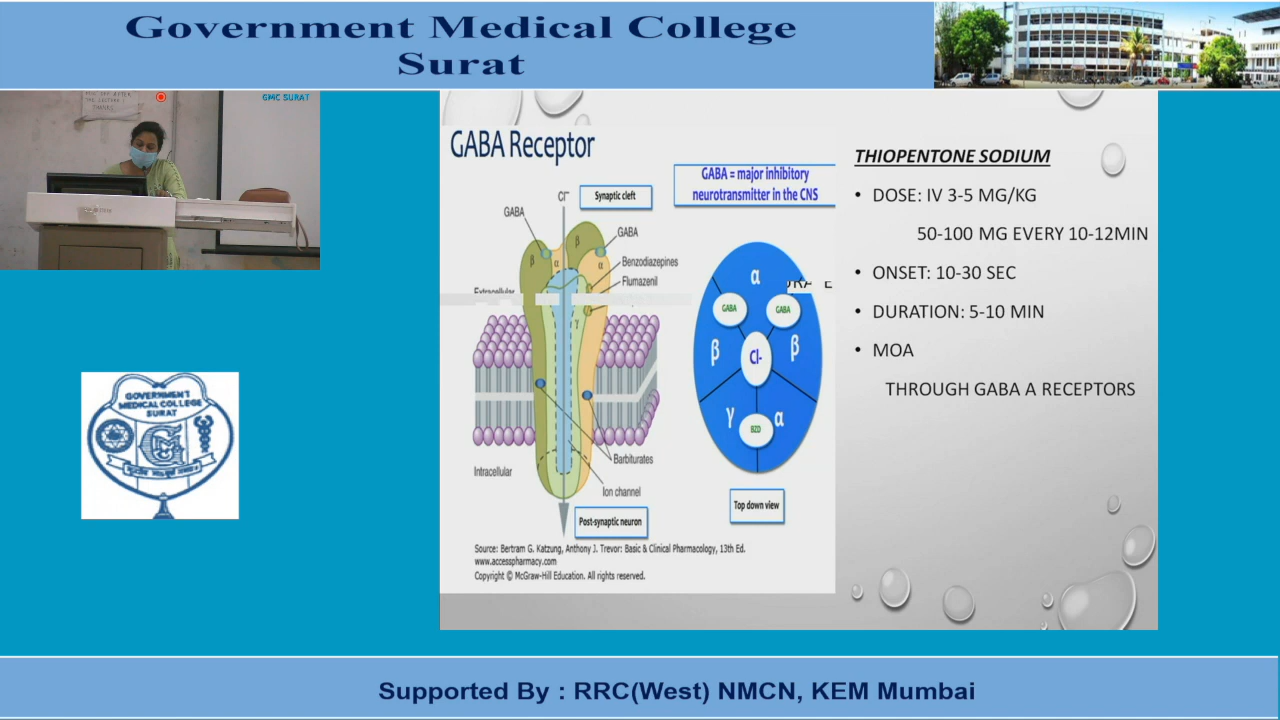 Government Medical College
Surat
THE LECTURE :
THANKS
GMC SURAT
GOVERNMENT
MEDICAL COLLEGE
SURAT
GABA Receptor
GABA = major inhibitory
neurotransmitter in the CNS
Cl⁻
Synaptic cleft
GABA
GABA
β
β
α
α
Benzodiazepines
Flumazenil
Extracellular
γ
Barbiturates
Intracellular
Ion channel
Post-synaptic neuron
α
GABA
GABA
β
Cl-
β
γ
α
BZD
Top down view
Source: Bertram G. Katzung, Anthony J. Trevor: Basic & Clinical Pharmacology, 13th Ed.
www.accesspharmacy.com
Copyright © McGraw-Hill Education. All rights reserved.
THIOPENTONE SODIUM
• DOSE: IV 3-5 MG/KG
50-100 MG EVERY 10-12MIN
• ONSET: 10-30 SEC
• DURATION: 5-10 MIN
• MOA
THROUGH GABA A RECEPTORS
Supported By : RRC(West) NMCN, KEM Mumbai